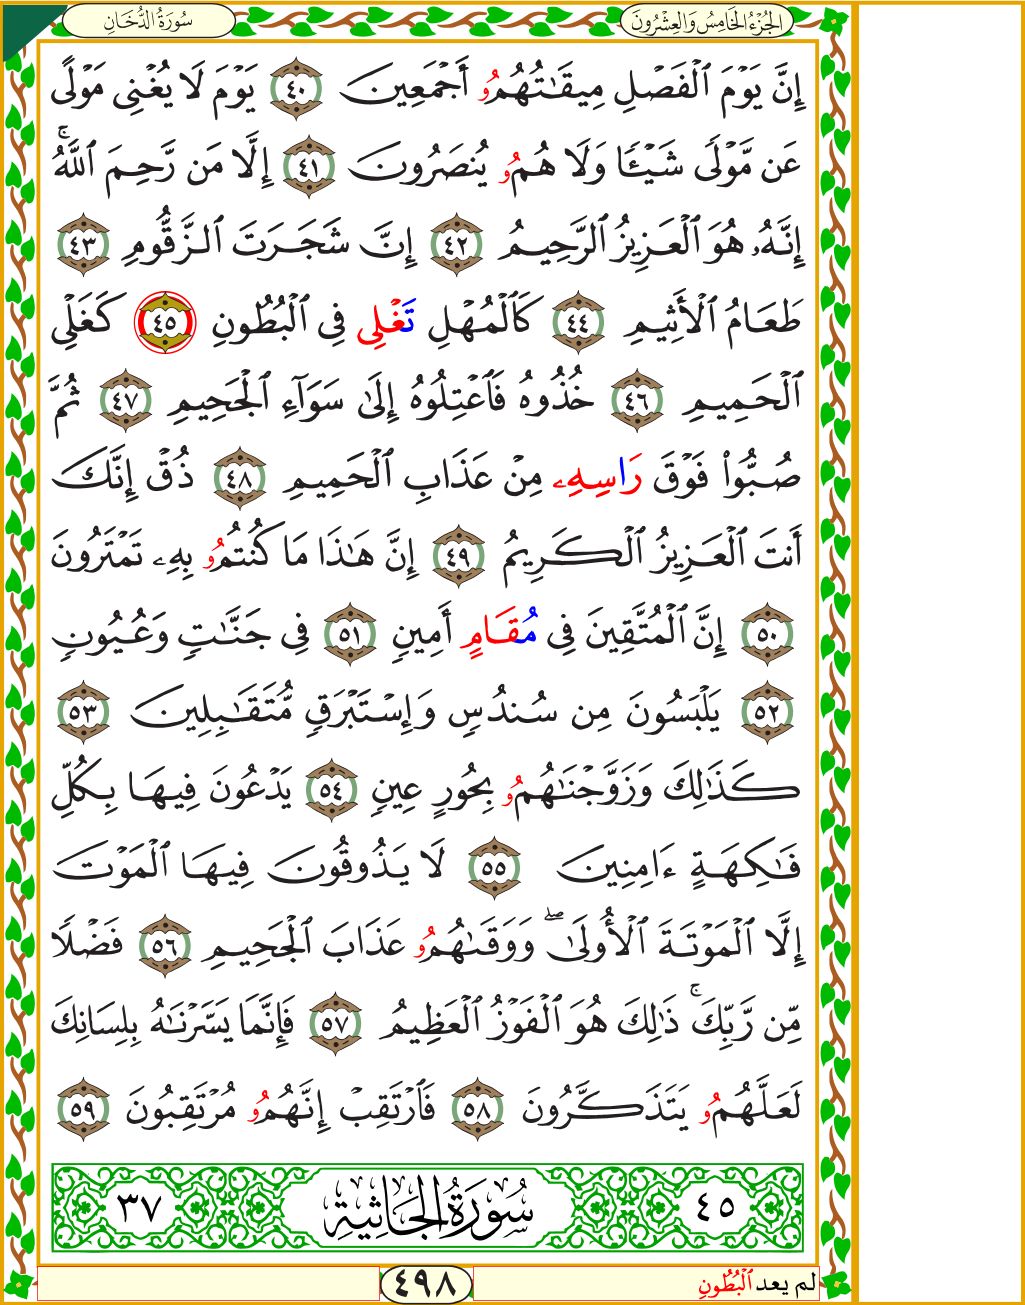 الجُزْءُ الخَامِسُ وَالعِشْرُونَ
سُورَةُ الدُّخَانِ
إِنَّ يَوْمَ ٱلْفَصْلِ مِيقَـٰتُهُمُۥ أَجْمَعِينَ ٤٠ يَوْمَ لَا يُغْنِى مَوْلًى
عَن مَّوْلًى شَيْـًٔا وَلَا هُمُۥ يُنصَرُونَ ٤١ إِلَّا مَن رَّحِمَ ٱللَّهُۚ
إِنَّهُۥ هُوَ ٱلْعَزِيزُ ٱلرَّحِيمُ ٤٢ إِنَّ شَجَرَتَ ٱلزَّقُّومِ ٤٣
طَعَامُ ٱلْأَثِيمِ ٤٤ كَٱلْمُهْلِ تَغْلِى فِى ٱلْبُطُونِ ٤٥ كَغَلْىِ
ٱلْحَمِيمِ ٤٦ خُذُوهُ فَٱعْتِلُوهُ إِلَىٰ سَوَآءِ ٱلْجَحِيمِ ٤٧ ثُمَّ
صُبُّوا۟ فَوْقَ رَاسِهِۦ مِنْ عَذَابِ ٱلْحَمِيمِ ٤٨ ذُقْ إِنَّكَ
أَنتَ ٱلْعَزِيزُ ٱلْكَرِيمُ ٤٩ إِنَّ هَـٰذَا مَا كُنتُمُۥ بِهِۦ تَمْتَرُونَ
٥٠ إِنَّ ٱلْمُتَّقِينَ فِى مُقَامٍ أَمِينٍ ٥١ فِى جَنَّـٰتٍ وَعُيُونٍ
٥٢ يَلْبَسُونَ مِن سُندُسٍ وَإِسْتَبْرَقٍ مُّتَقَـٰبِلِينَ ٥٣
كَذَٰلِكَ وَزَوَّجْنَـٰهُمُۥ بِحُورٍ عِينٍ ٥٤ يَدْعُونَ فِيهَا بِكُلِّ
فَـٰكِهَةٍ ءَامِنِينَ ٥٥ لَا يَذُوقُونَ فِيهَا ٱلْمَوْتَ
إِلَّا ٱلْمَوْتَةَ ٱلْأُولَىٰۖ وَوَقَىٰهُمُۥ عَذَابَ ٱلْجَحِيمِ ٥٦ فَضْلًا
مِّن رَّبِّكَۚ ذَٰلِكَ هُوَ ٱلْفَوْزُ ٱلْعَظِيمُ ٥٧ فَإِنَّمَا يَسَّرْنَـٰهُ بِلِسَانِكَ
لَعَلَّهُمُۥ يَتَذَكَّرُونَ ٥٨ فَٱرْتَقِبْ إِنَّهُمُۥ مُرْتَقِبُونَ ٥٩
٤٥ سُورَةُ الجَاثِيَةِ ٣٧
لم يعد ٱلْبُطُونِ
٤٩٨